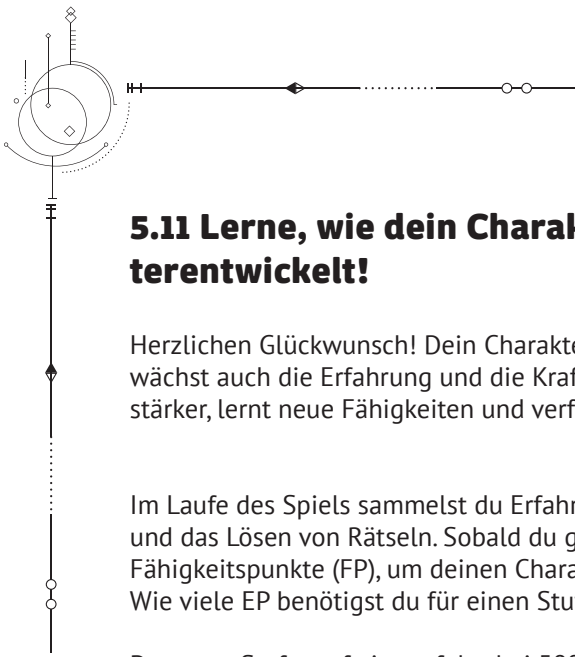 5.11 Lerne, wie dein Charak
terentwickelt!
Herzlichen Glückwunsch! Dein Charakte
wächst auch die Erfahrung und die Kraf
stärker, lernt neue Fähigkeiten und verf
Im Laufe des Spiels sammelst du Erfahr
und das Lösen von Rätseln. Sobald du g
Fähigkeitspunkte (FP), um deinen Chara
Wie viele EP benötigst du für einen Stu